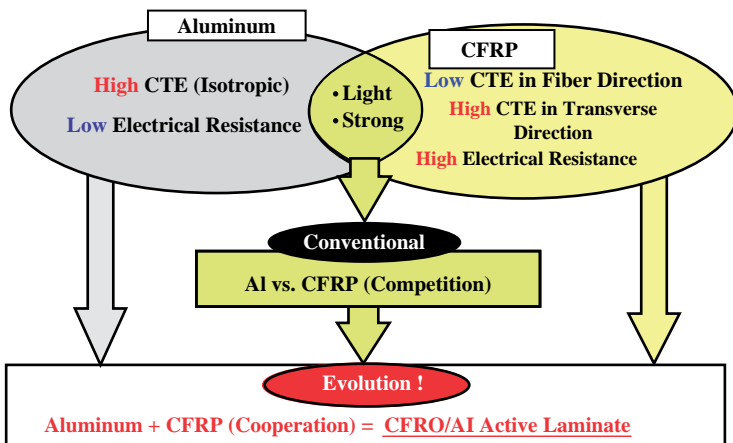 Aluminum
CFRP
High CTE (Isotropic)
Low Electrical Resistance
• Light
• Strong
Low CTE in Fiber Direction
High CTE in Transverse
Direction
High Electrical Resistance
Conventional
Al vs. CFRP (Competition)
Evolution !
Aluminum + CFRP (Cooperation) = CFRO/AI Active Laminate